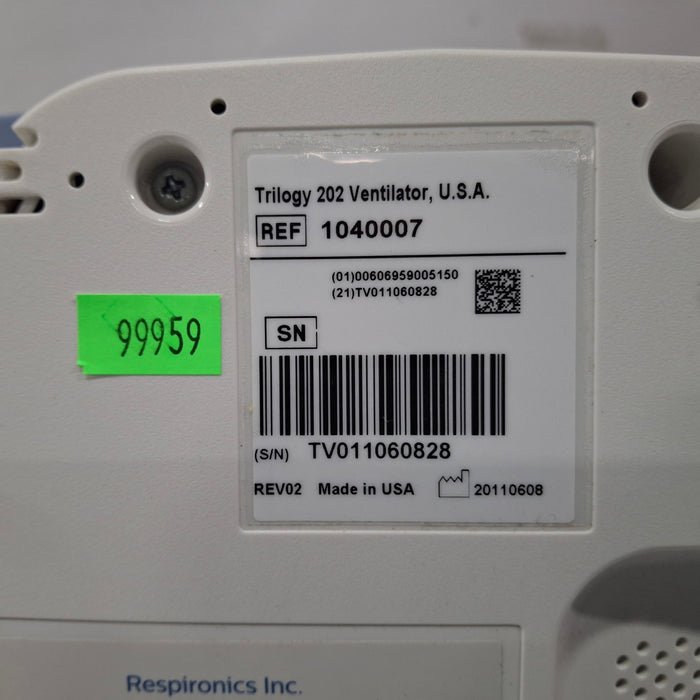 Trilogy 202 Ventilator, U.S.A.
REF 1040007
(01)00606959005150
(21)TV011060828
99959
SN
(S/N) TV011060828
REV02 Made in USA 20110608
Respironics Inc.